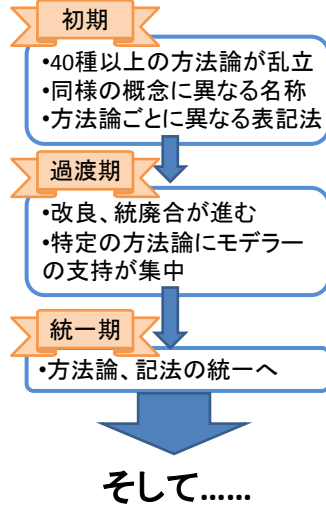 初期
•40種以上の方法論が乱立
•同様の概念に異なる名称
•方法論ごとに異なる表記法
過渡期
•改良、統廃合が進む
•特定の方法論にモデラー
の支持が集中
統一期
•方法論、記法の統一へ
そして……